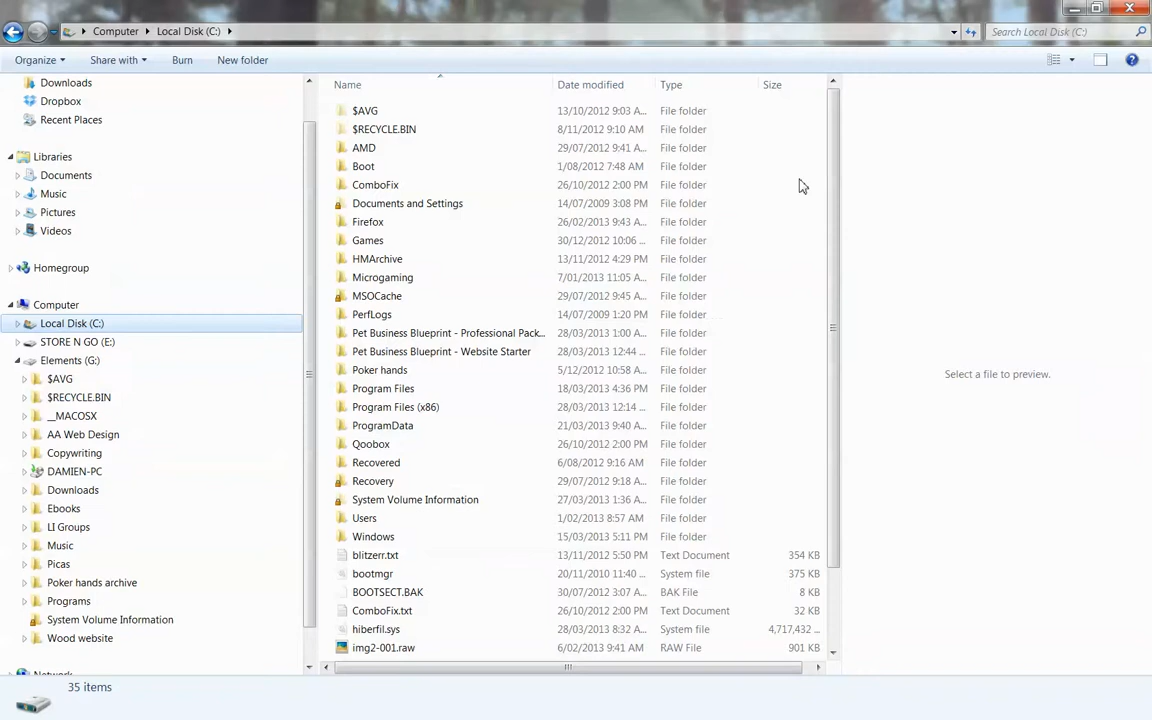 Computer Local Disk (C:) Search Local Disk (C:)
Organize Share with Burn New folder
Name Date modified Type Size
Downloads
Dropbox
Recent Places
Libraries
Documents
Music
Pictures
Videos
Homegroup
Computer
Local Disk (C:)
STORE N GO (E:)
Elements (G:)
$AVG
$RECYCLE.BIN
__MACOSX
AA Web Design
Copywriting
DAMIEN-PC
Downloads
Ebooks
LI Groups
Music
Picas
Poker hands archive
Programs
System Volume Information
Wood website
$AVG 13/10/2012 9:03 A... File folder
$RECYCLE.BIN 8/11/2012 9:10 AM File folder
AMD 29/07/2012 9:41 A... File folder
Boot 1/08/2012 7:48 AM File folder
ComboFix 26/10/2012 2:00 PM File folder
Documents and Settings 14/07/2009 3:08 PM File folder
Firefox 26/02/2013 9:43 A... File folder
Games 30/12/2012 10:06 ... File folder
HMArchive 13/11/2012 4:29 PM File folder
Microgaming 7/01/2013 11:05 A... File folder
MSOCache 29/07/2012 9:45 A... File folder
PerfLogs 14/07/2009 1:20 PM File folder
Pet Business Blueprint - Professional Pack... 28/03/2013 1:00 A... File folder
Pet Business Blueprint - Website Starter 28/03/2013 12:44 ... File folder
Poker hands 5/12/2012 10:58 A... File folder
Program Files 18/03/2013 4:36 PM File folder
Program Files (x86) 28/03/2013 12:14 ... File folder
ProgramData 21/03/2013 9:40 A... File folder
Qoobox 26/10/2012 2:00 PM File folder
Recovered 6/08/2012 9:16 AM File folder
Recovery 29/07/2012 9:18 A... File folder
System Volume Information 27/03/2013 1:36 A... File folder
Users 1/02/2013 8:57 AM File folder
Windows 15/03/2013 5:11 PM File folder
blitzerr.txt 13/11/2012 5:50 PM Text Document 354 KB
bootmgr 20/11/2010 11:40 ... System file 375 KB
BOOTSECT.BAK 30/07/2012 3:07 A... BAK File 8 KB
ComboFix.txt 26/10/2012 2:00 PM Text Document 32 KB
hiberfil.sys 28/03/2013 8:32 A... System file 4,717,432 ...
img2-001.raw 6/02/2013 9:41 AM RAW File 901 KB
Select a file to preview.
35 items